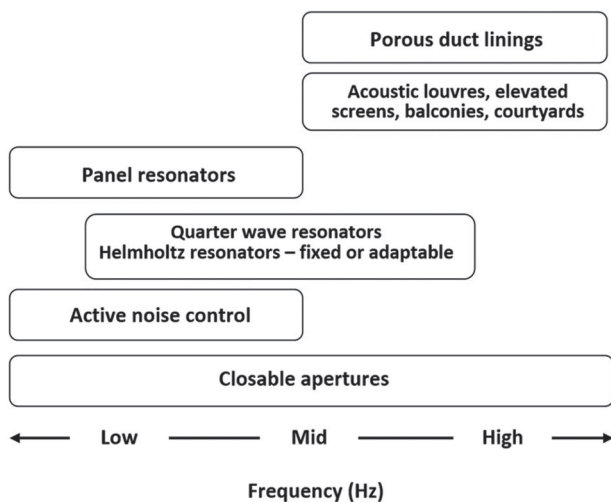 Porous duct linings
Acoustic louvres, elevated
screens, balconies, courtyards
Panel resonators
Quarter wave resonators
Helmholtz resonators – fixed or adaptable
Active noise control
Closable apertures
Low Mid High
Frequency (Hz)